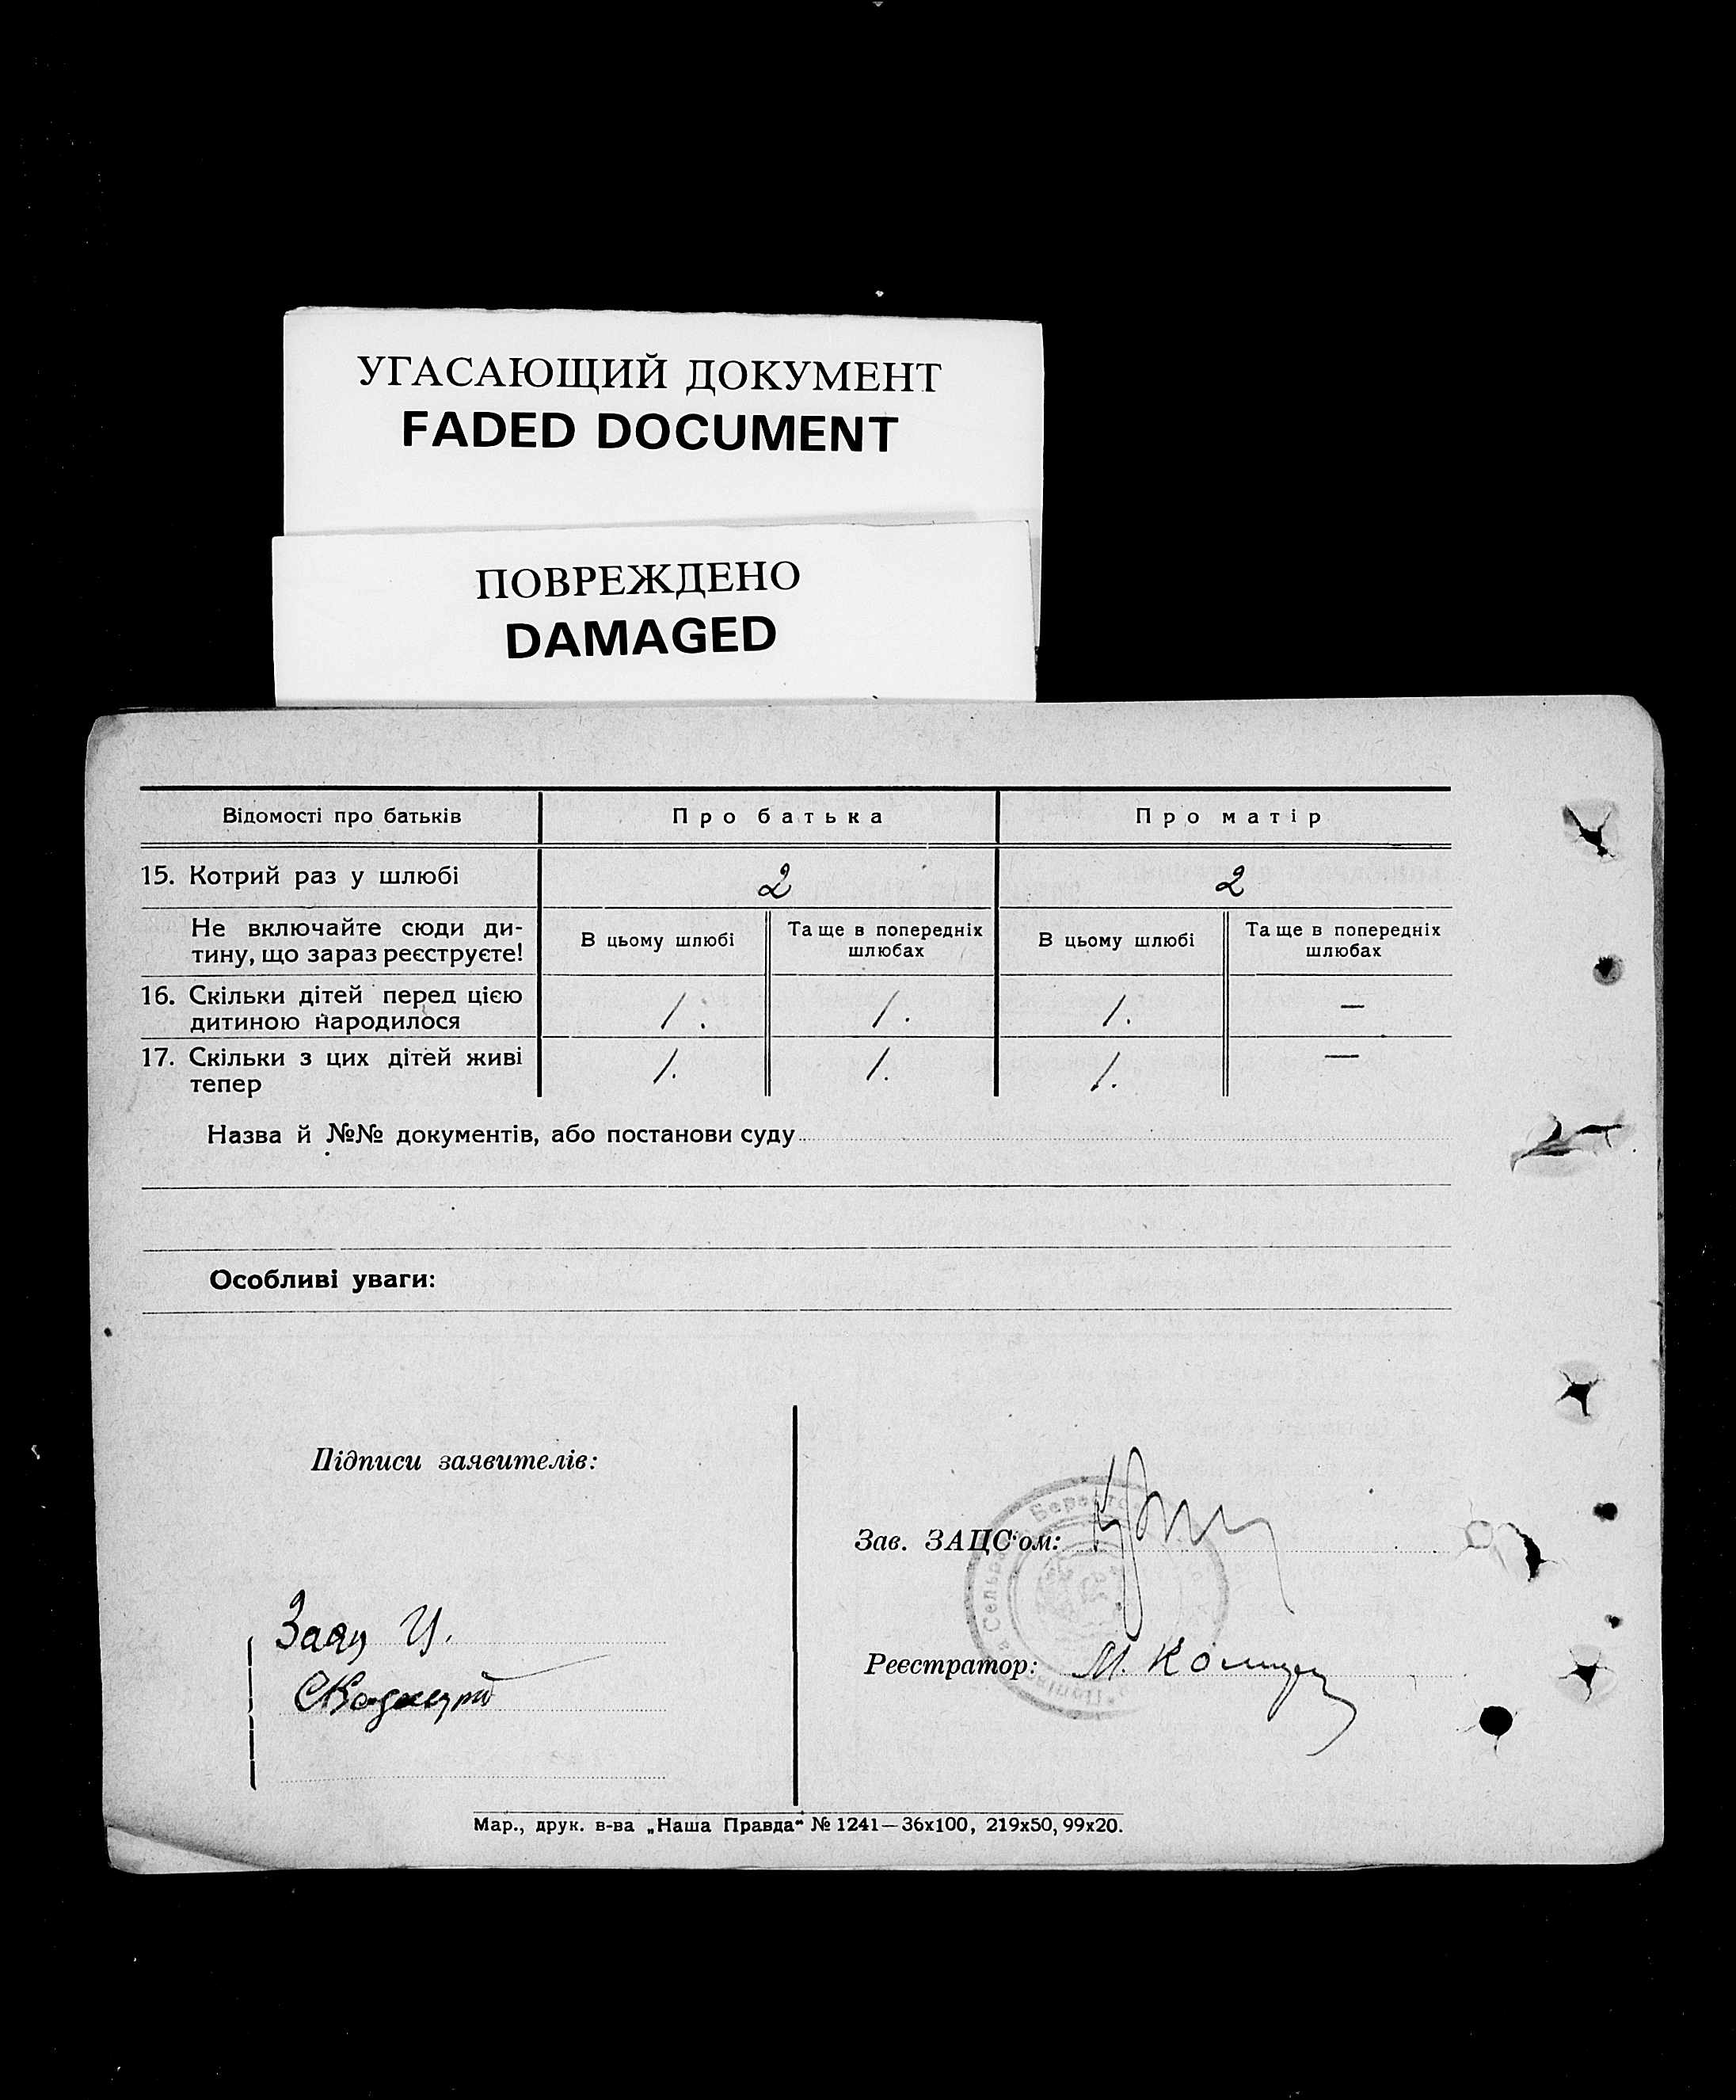 УГАСАЮЩИЙ ДОКУМЕНТ
FADED DOCUMENT
ПОВРЕЖДЕНО
DAMAGED
Відомості про батьків Про батька Про матір
15. Котрий раз у шлюбі 2 2
Не включайте сюди ди-
тину, що зараз реєструєте!
В цьому шлюбі Та ще в попередніх шлюбах В цьому шлюбі Та ще в попередніх шлюбах
16. Скільки дітей перед цією
дитиною народилося 1. 1. 1. —
17. Скільки з цих дітей живі
тепер 1. 1. 1. —
Назва й №№ документів, або постанови суду
Особливі уваги:
Підписи заявителів:
Заяц И.
Зав. ЗАЦС'ом:
Реєстратор: М.
Мар., друк. в-ва „Наша Правда“ № 1241—36х100, 219х50, 99х20.